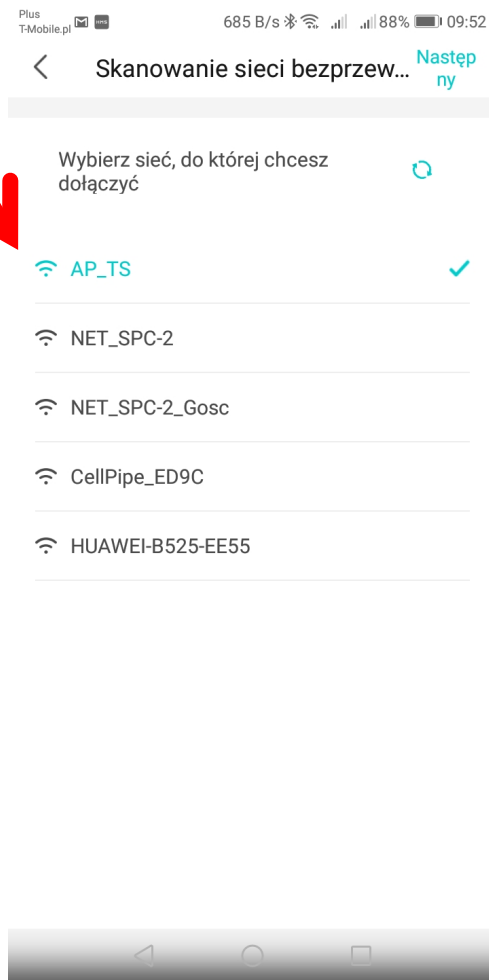 Plus
T-Mobile.pl
HMS
685 B/s
88%
09:52
Skanowanie sieci bezprzew...
Następ
ny
Wybierz sieć, do której chcesz
dołączyć
AP_TS
NET_SPC-2
NET_SPC-2_Gosc
CellPipe_ED9C
HUAWEI-B525-EE55